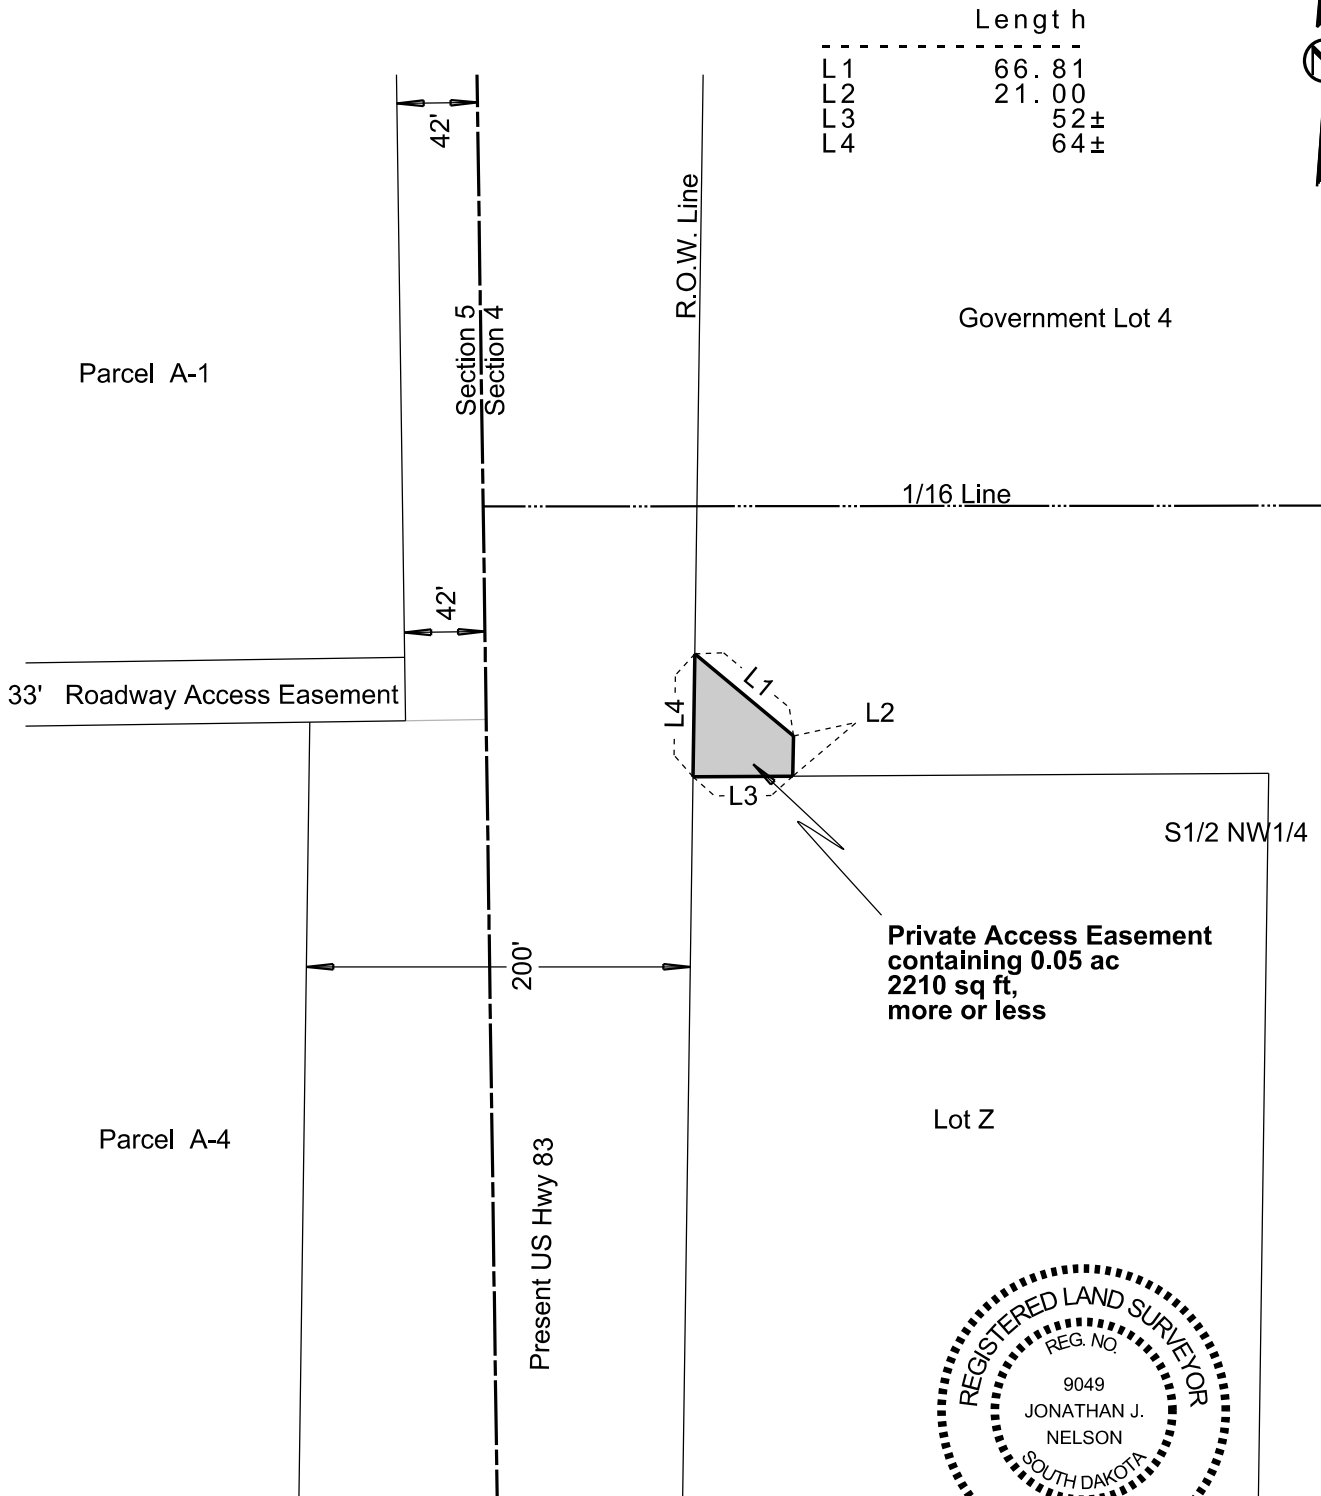 Length
L1 66.81
L2 21.00
L3 52±
L4 64±
42'
R.O.W. Line
Section 5
Section 4
Government Lot 4
Parcel A-1
1/16 Line
42'
33' Roadway Access Easement
L1
L4
L2
L3
S1/2 NW1/4
Private Access Easement
containing 0.05 ac
2210 sq ft,
more or less
200'
Lot Z
Parcel A-4
Present US Hwy 83
REGISTERED LAND SURVEYOR
REG. NO.
9049
JONATHAN J.
NELSON
SOUTH DAKOTA